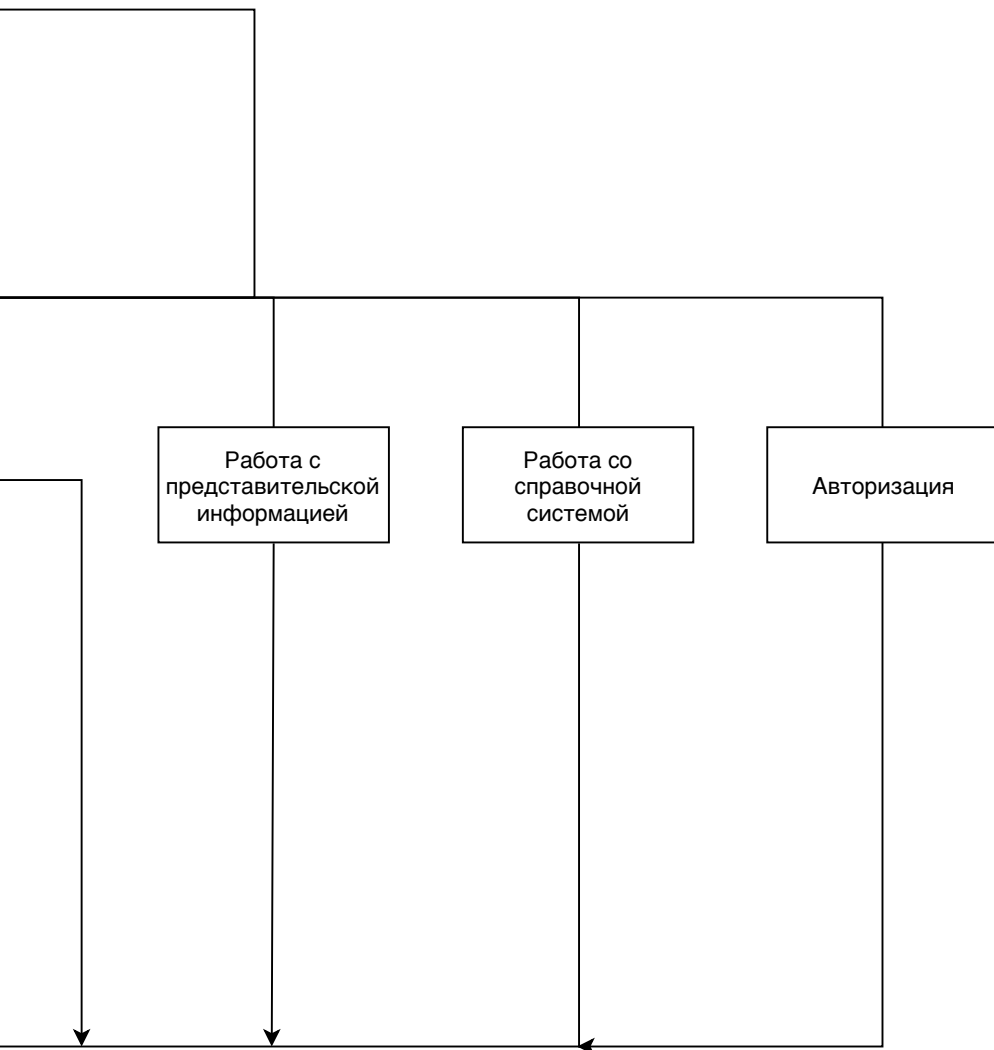 Работа с
представительской
информацией
Работа со
справочной
системой
Авторизация